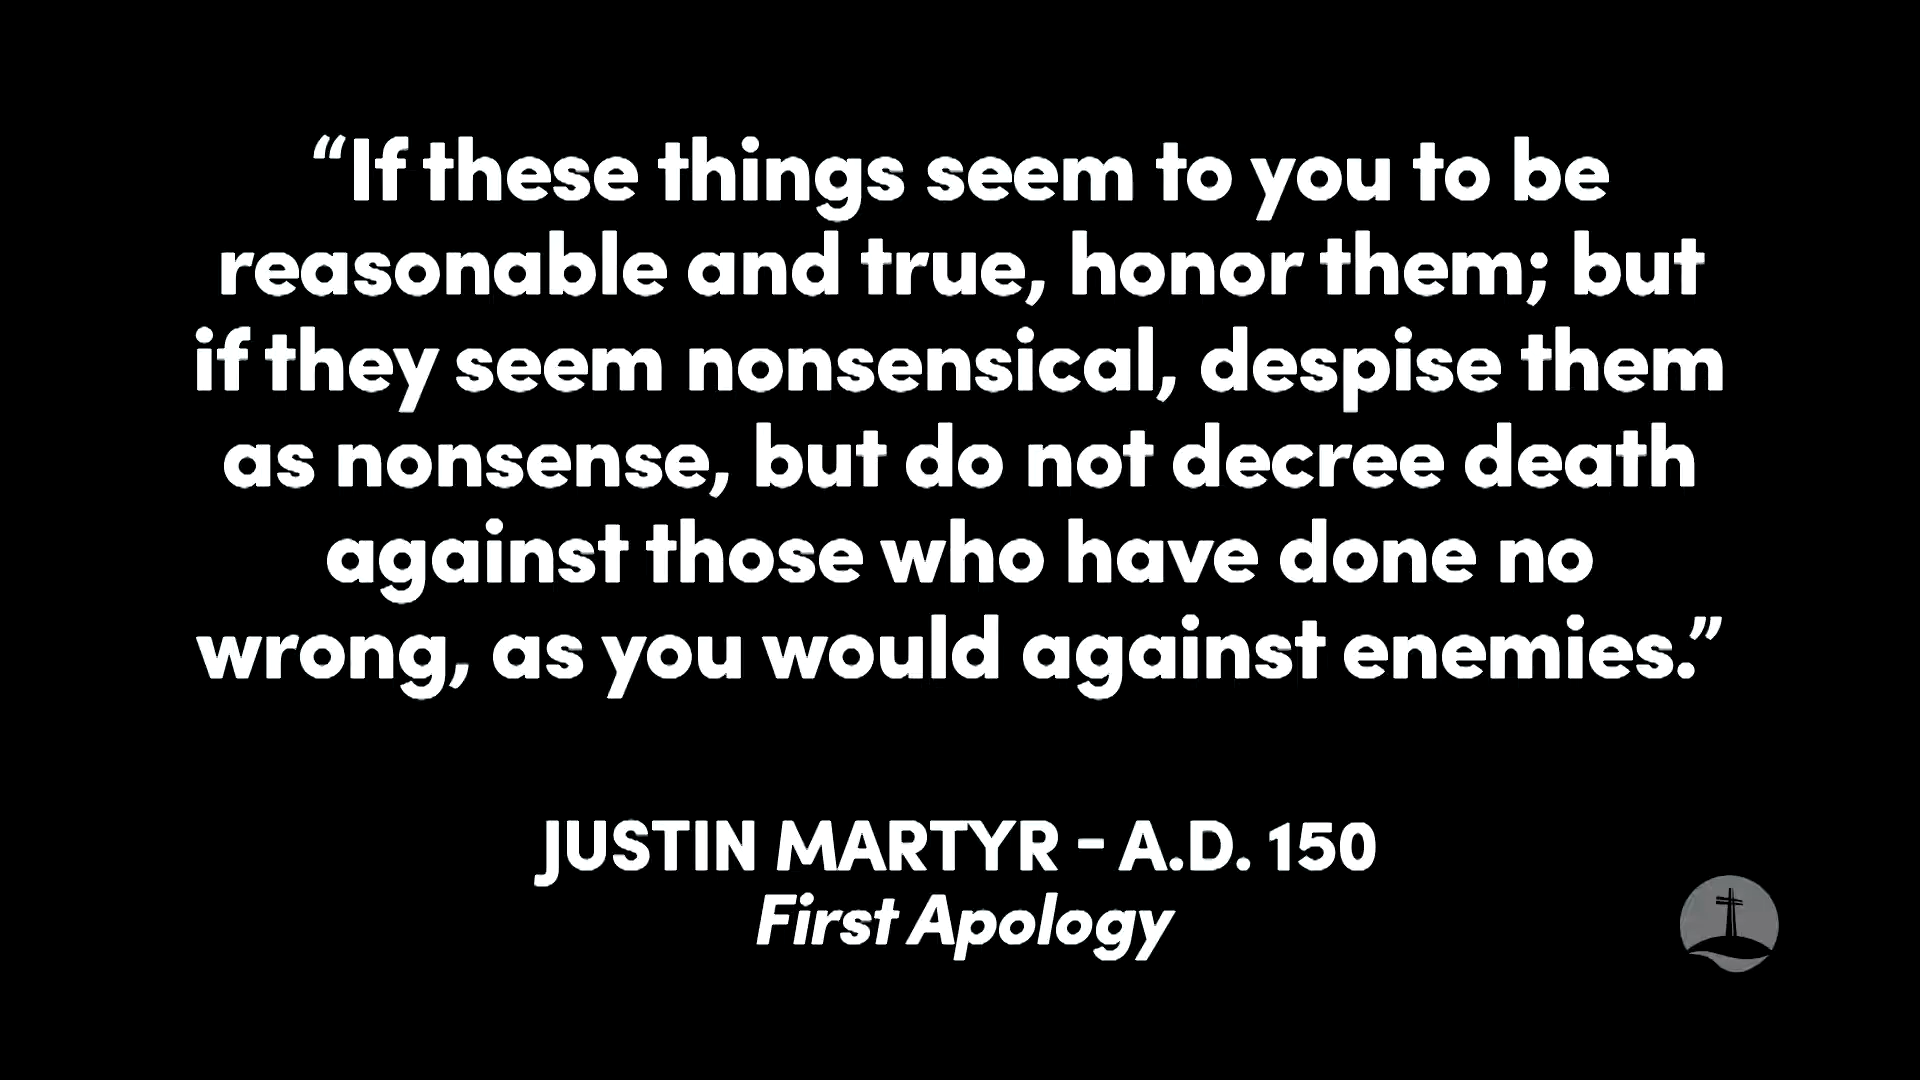 “If these things seem to you to be
reasonable and true, honor them; but
if they seem nonsensical, despise them
as nonsense, but do not decree death
against those who have done no
wrong, as you would against enemies.”
JUSTIN MARTYR - A.D. 150
First Apology